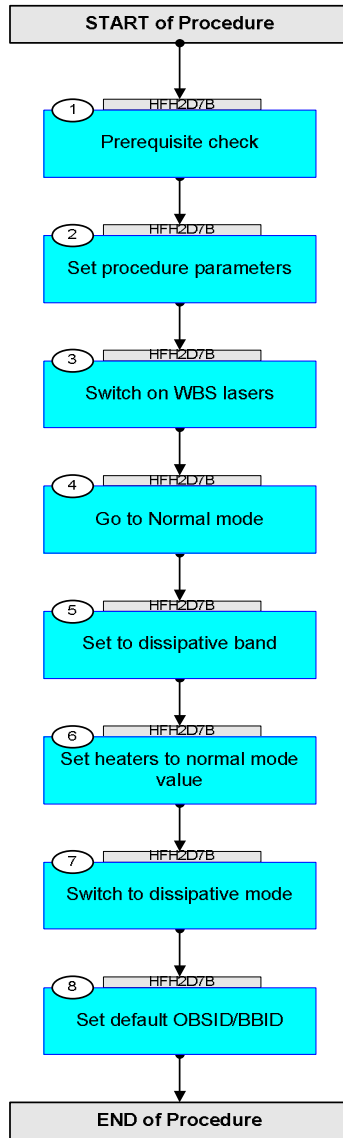 START of Procedure
HFH2D7B
1
Prerequisite check
HFH2D7B
2
Set procedure parameters
HFH2D7B
3
Switch on WBS lasers
HFH2D7B
4
Go to Normal mode
HFH2D7B
5
Set to dissipative band
HFH2D7B
6
Set heaters to normal mode
value
HFH2D7B
7
Switch to dissipative mode
HFH2D7B
8
Set default OBSID/BBID
END of Procedure